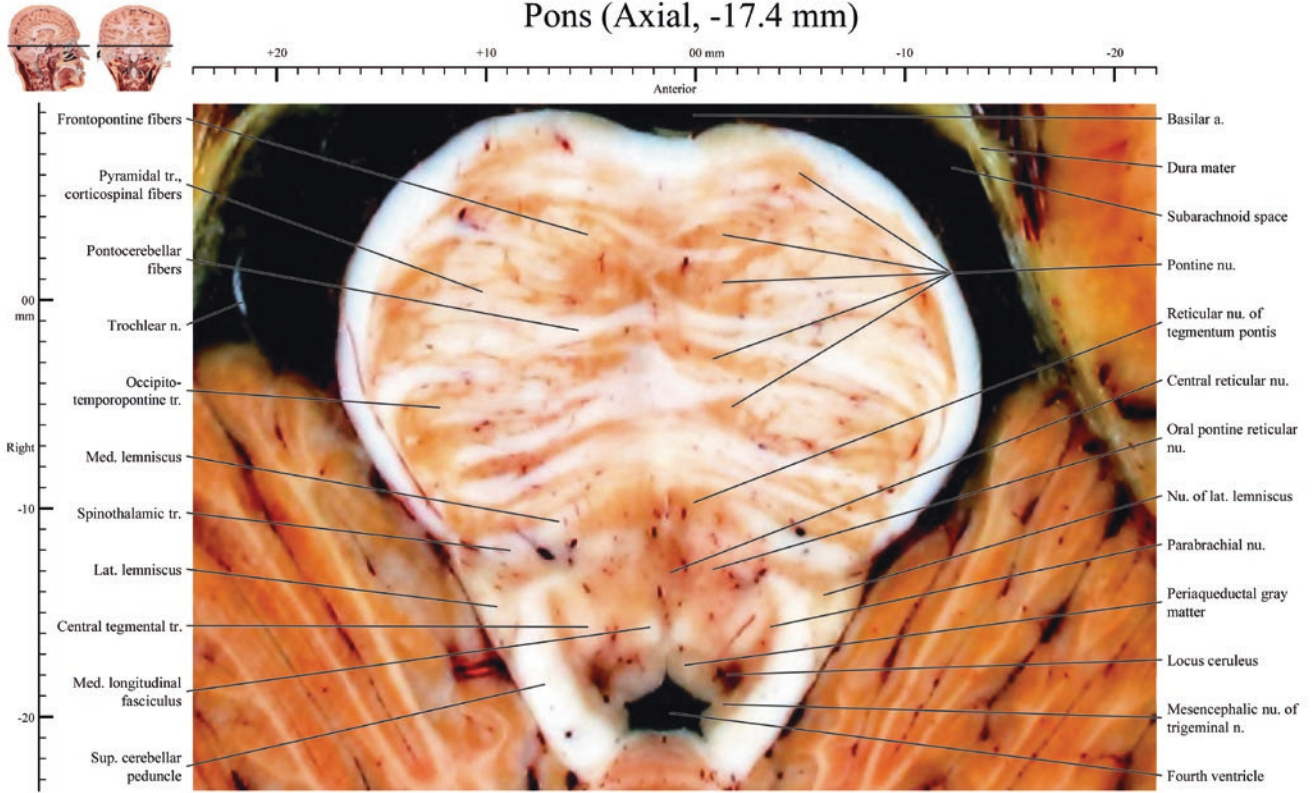 Pons (Axial, -17.4 mm)
+20
+10
00 mm
-10
-20
Anterior
Frontopontine fibers
Pyramidal tr.,
corticospinal fibers
Pontocerebellar
fibers
00
mm
Trochlear n.
Occipito-
temporopontine tr.
Right
Med. lemniscus
-10
Spinothalamic tr.
Lat. lemniscus
Central tegmental tr.
Med. longitudinal
fasciculus
-20
Sup. cerebellar
peduncle
Basilar a.
Dura mater
Subarachnoid space
Pontine nu.
Reticular nu. of
tegmentum pontis
Central reticular nu.
Oral pontine reticular
nu.
Nu. of lat. lemniscus
Parabrachial nu.
Periaqueductal gray
matter
Locus ceruleus
Mesencephalic nu. of
trigeminal n.
Fourth ventricle